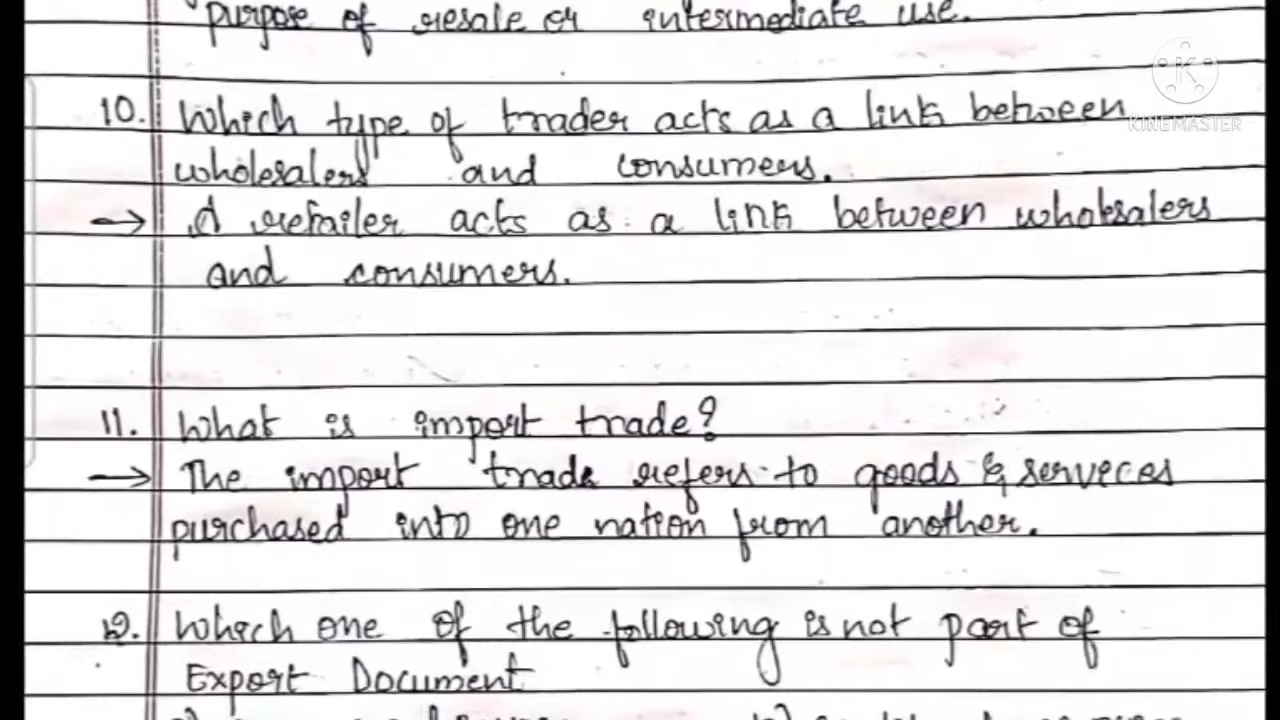 purpose of resale or intermediate use.
K
KINEMASTER
10. Which type of trader acts as a link between
wholesalers and consumers.
→ A retailer acts as a link between wholesalers
and consumers.
11. What is import trade?
→ The import trade refers to goods & serveces
purchased into one nation from another.
12. Which one of the following is not part of
Export Document